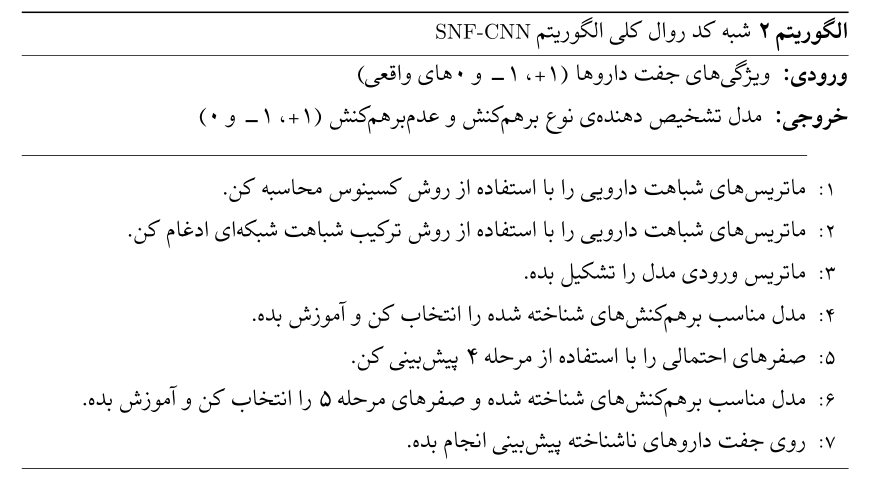 الگوریتم ۲ شبه کد روال کلی الگوریتم SNF-CNN
ورودی: ویژگی‌های جفت داروها (۱+، ۱− و ۰های واقعی)
خروجی: مدل تشخیص دهنده‌ی نوع برهم‌کنش و عدم‌برهم‌کنش (۱+، ۱− و ۰)
۱: ماتریس‌های شباهت دارویی را با استفاده از روش کسینوس محاسبه کن.
۲: ماتریس‌های شباهت دارویی را با استفاده از روش ترکیب شباهت شبکه‌ای ادغام کن.
۳: ماتریس ورودی مدل را تشکیل بده.
۴: مدل مناسب برهم‌کنش‌های شناخته شده را انتخاب کن و آموزش بده.
۵: صفرهای احتمالی را با استفاده از مرحله ۴ پیش‌بینی کن.
۶: مدل مناسب برهم‌کنش‌های شناخته شده و صفرهای مرحله ۵ را انتخاب کن و آموزش بده.
۷: روی جفت داروهای ناشناخته پیش‌بینی انجام بده.